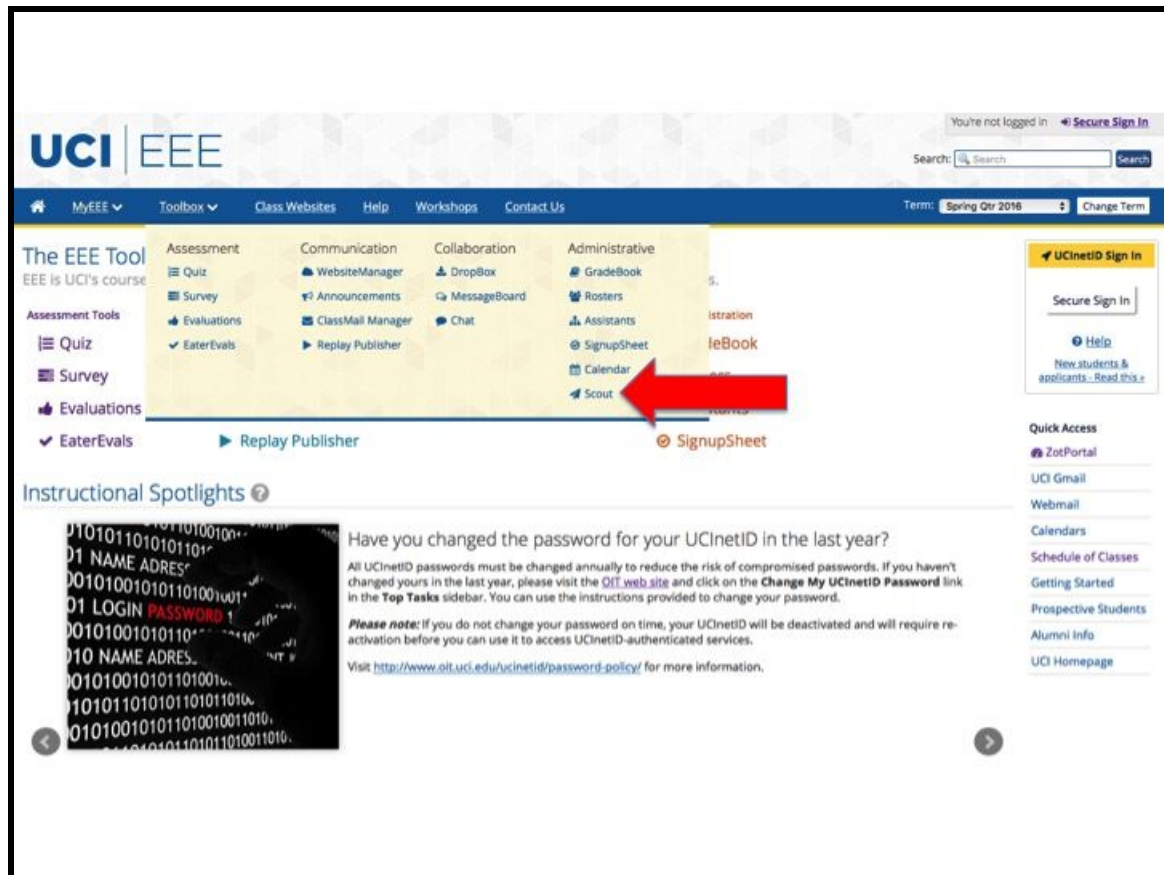 You're not logged in Secure Sign In
UCI | EEE
Search: Search Search
MyEEE Toolbox Class Websites Help Workshops Contact Us Term: Spring Qtr 2016 Change Term
The EEE Tool
EEE is UCI's course
s.
Assessment
Quiz
Survey
Evaluations
EaterEvals
Communication
WebsiteManager
Announcements
ClassMail Manager
Replay Publisher
Collaboration
DropBox
MessageBoard
Chat
Administrative
GradeBook
Rosters
Assistants
SignupSheet
Calendar
Scout
Assessment Tools
Quiz
Survey
Evaluations
EaterEvals
Replay Publisher
istration
eBook
SignupSheet
UCInetID Sign In
Secure Sign In
Help
New students &
applicants - Read this »
Quick Access
ZotPortal
UCI Gmail
Webmail
Calendars
Schedule of Classes
Getting Started
Prospective Students
Alumni Info
UCI Homepage
Instructional Spotlights
NAME ADRES
LOGIN PASSWORD
NAME ADRES
Have you changed the password for your UCInetID in the last year?
All UCInetID passwords must be changed annually to reduce the risk of compromised passwords. If you haven't
changed yours in the last year, please visit the OIT web site and click on the Change My UCInetID Password link
in the Top Tasks sidebar. You can use the instructions provided to change your password.
Please note: If you do not change your password on time, your UCInetID will be deactivated and will require re-
activation before you can use it to access UCInetID-authenticated services.
Visit http://www.oit.uci.edu/ucinetid/password-policy/ for more information.